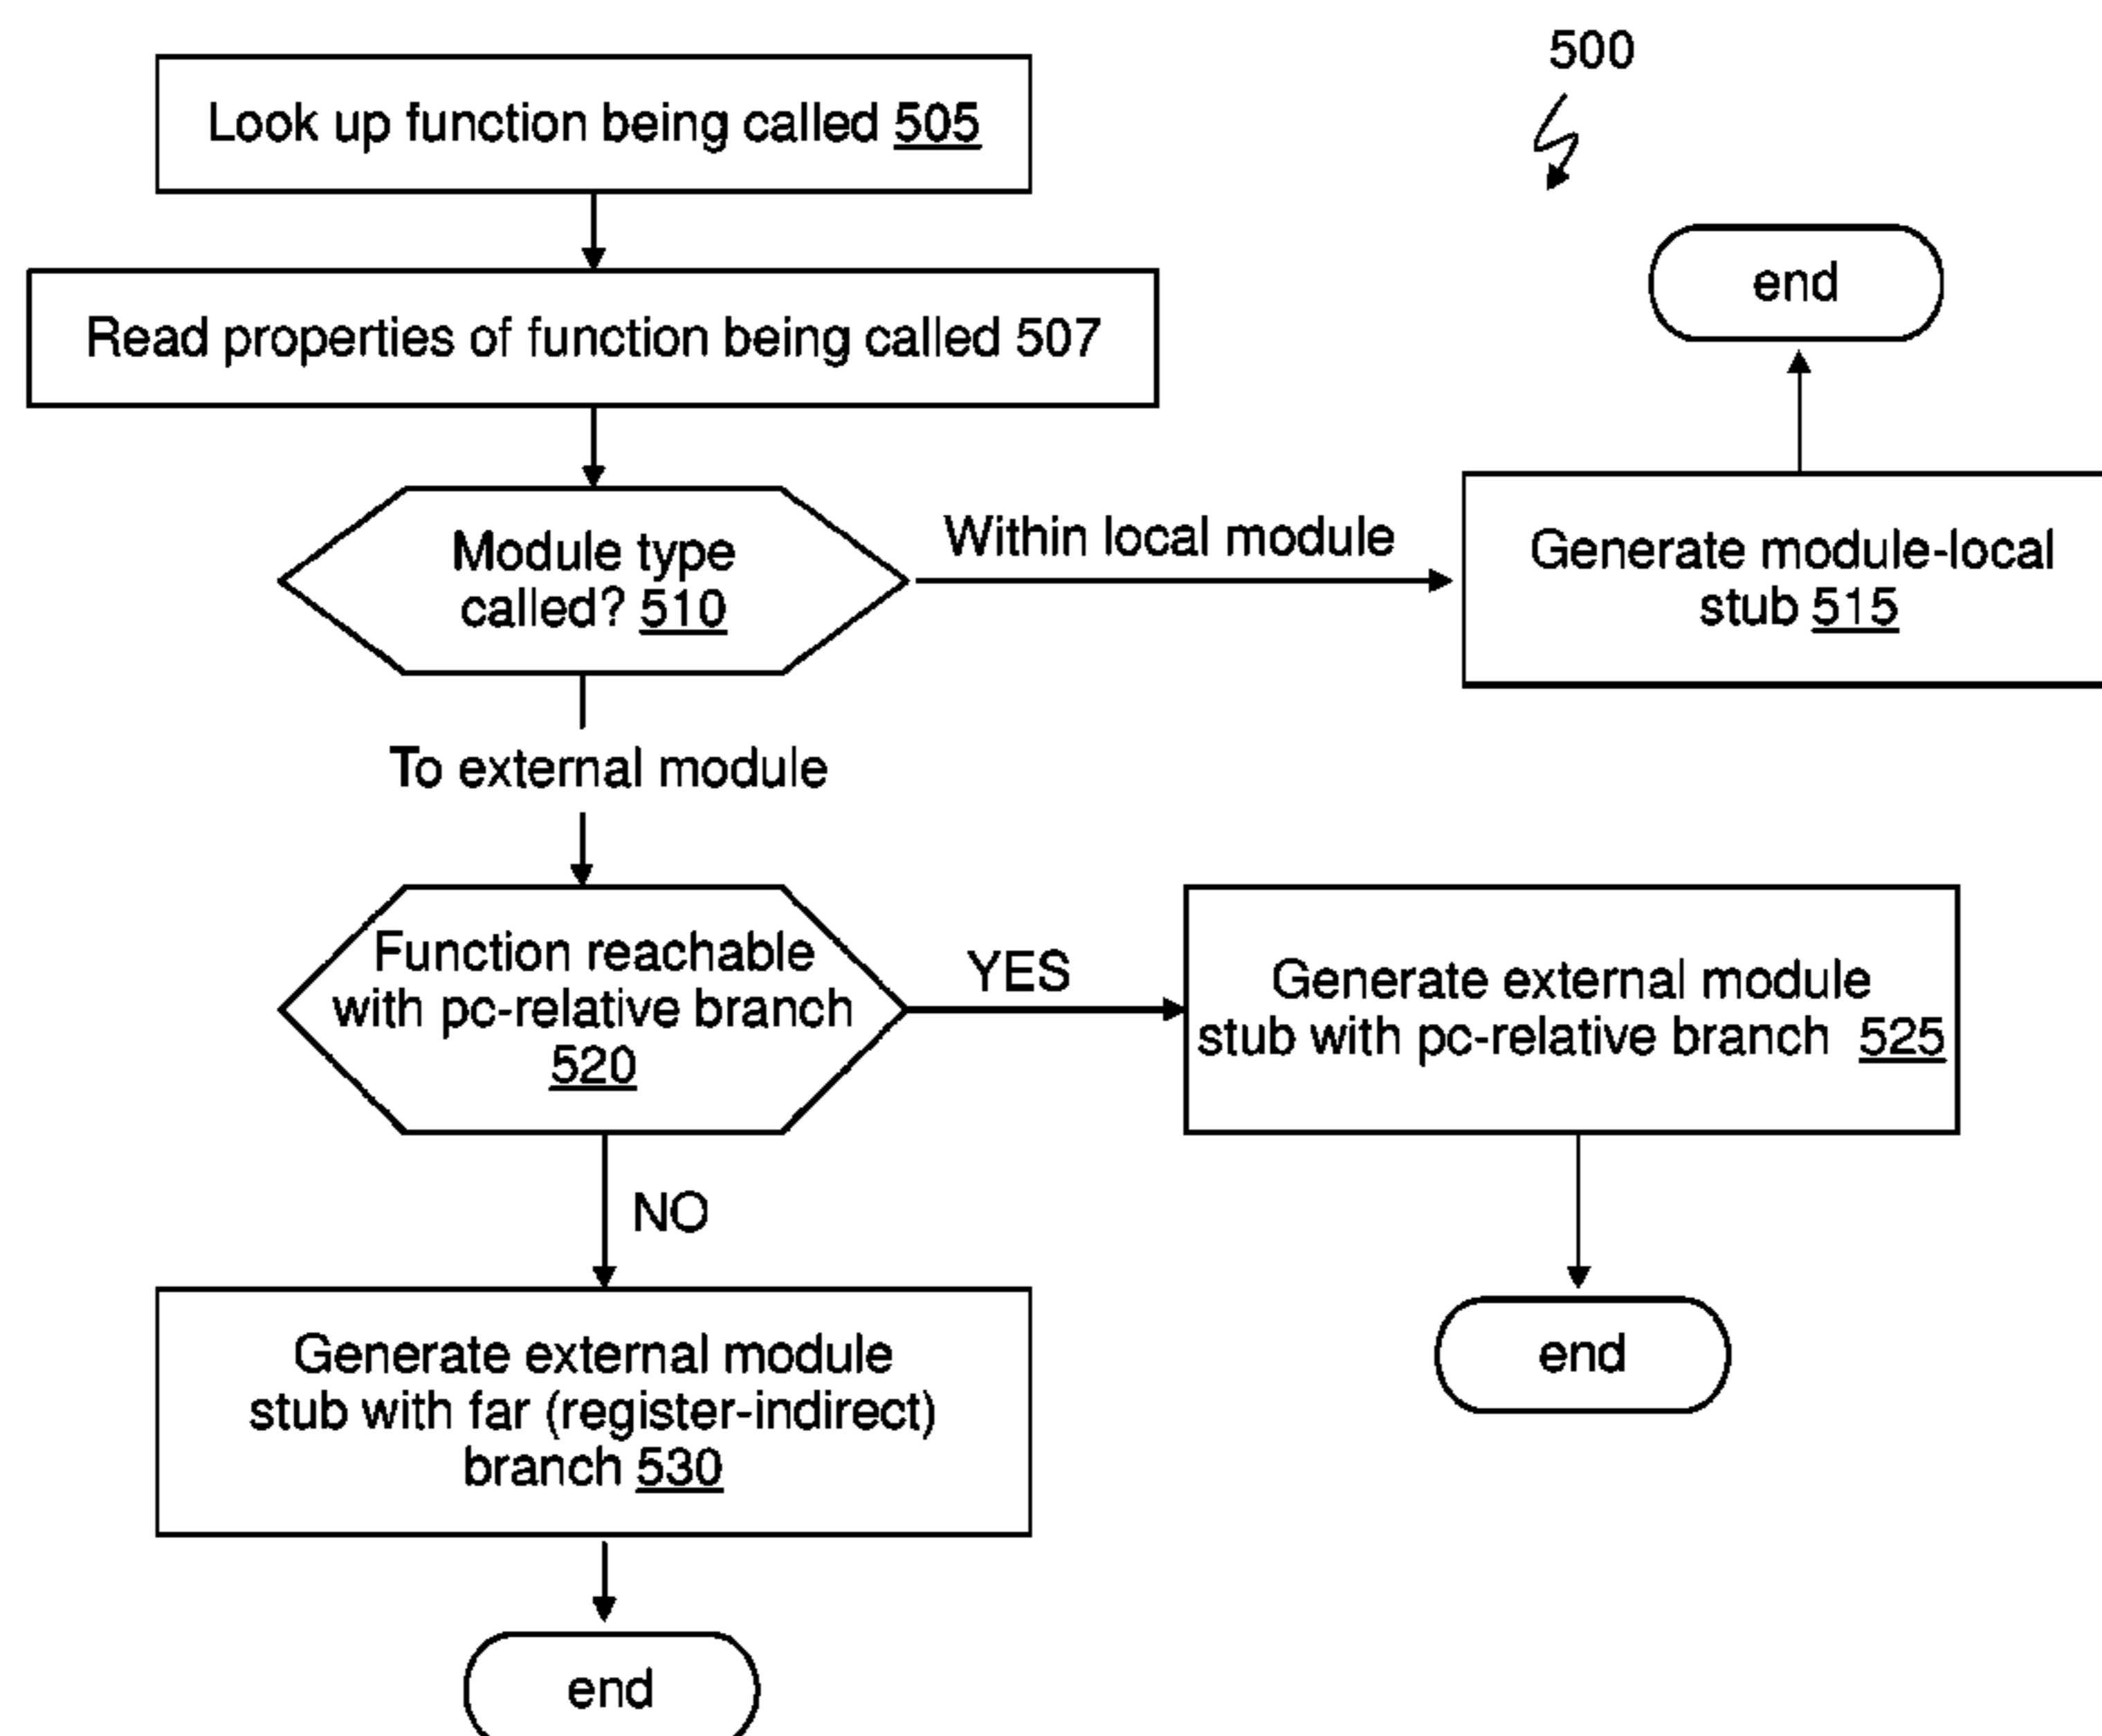 500
Look up function being called 505
Read properties of function being called 507
end
Module type
called? 510
Within local module
Generate module-local
stub 515
To external module
Function reachable
with pc-relative branch
520
YES
Generate external module
stub with pc-relative branch 525
NO
Generate external module
stub with far (register-indirect)
branch 530
end
end